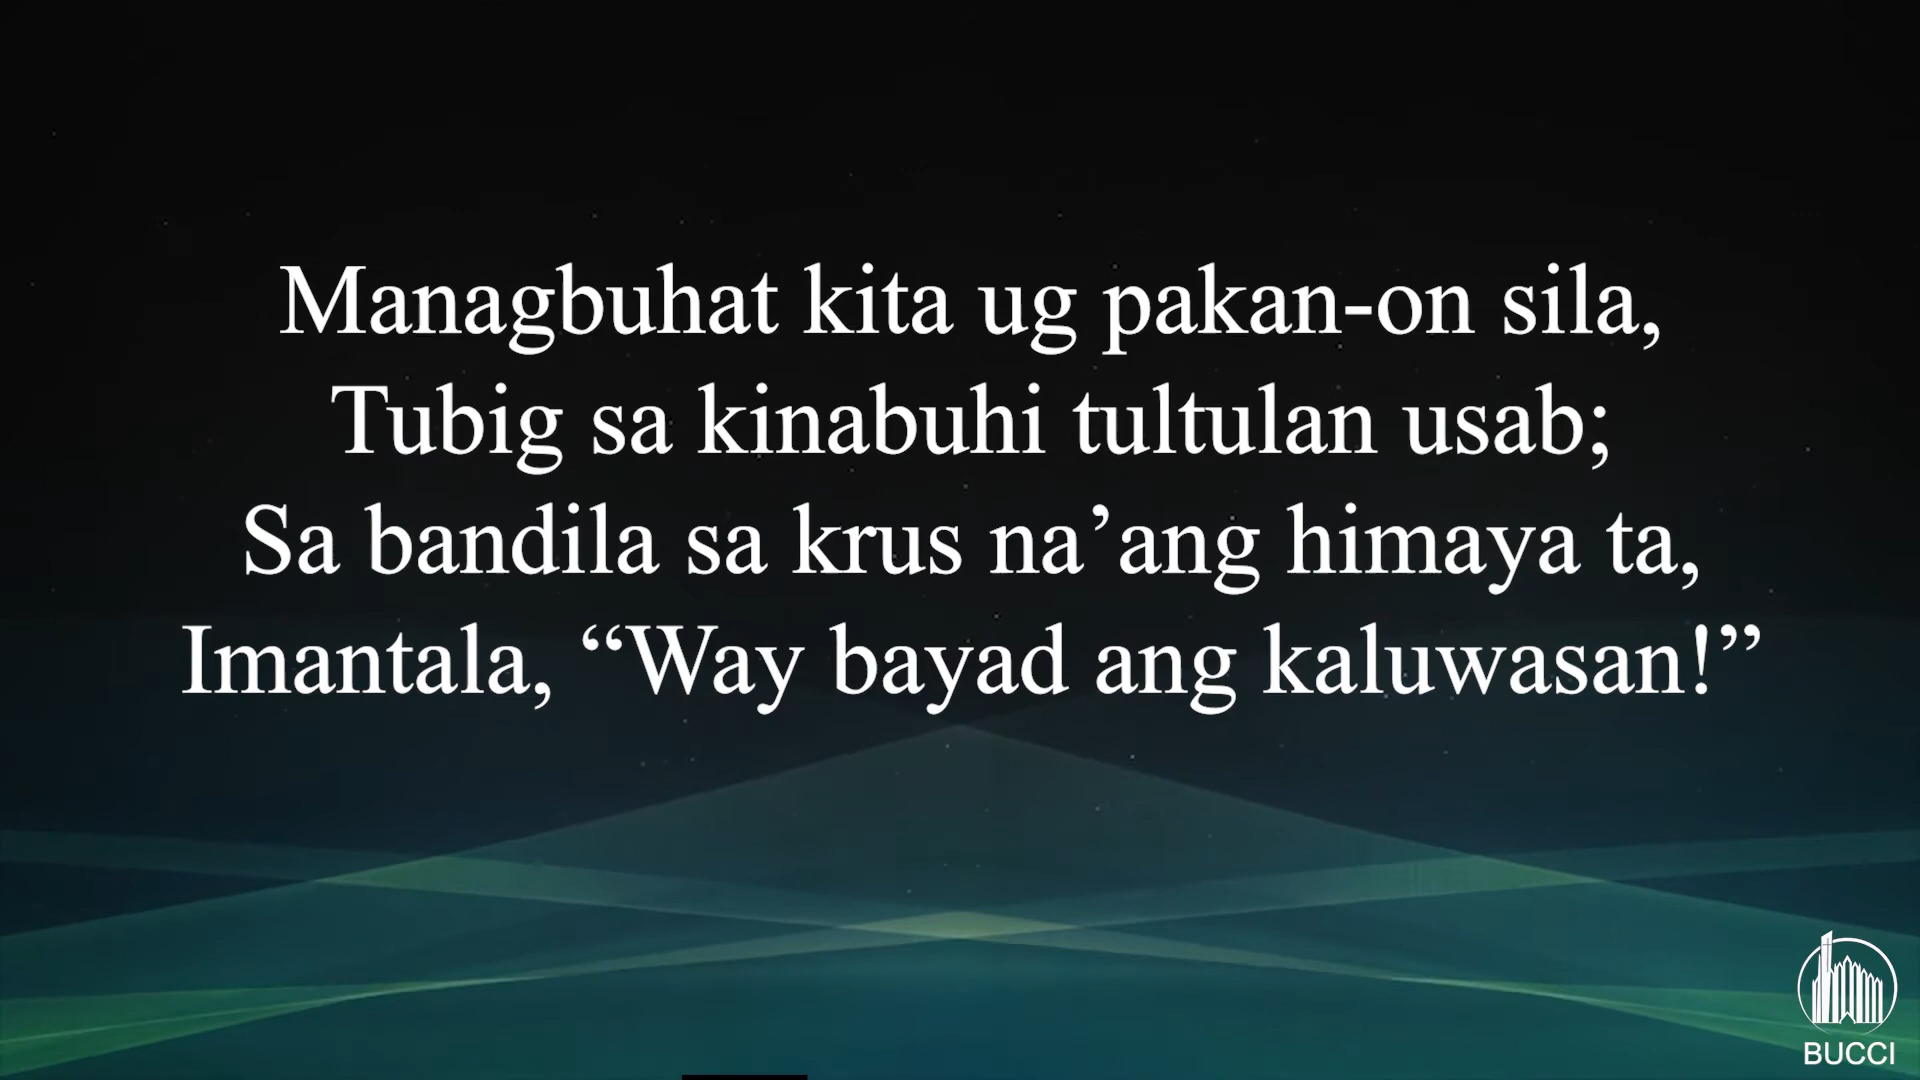 Managbuhat kita ug pakan-on sila,
Tubig sa kinabuhi tultulan usab;
Sa bandila sa krus na’ang himaya ta,
Imantala, “Way bayad ang kaluwasan!”
BUCCI